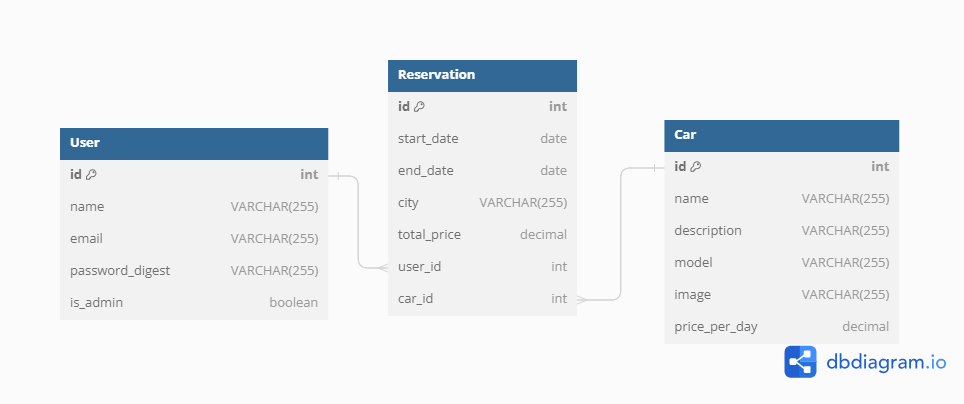 User
id int
name VARCHAR(255)
email VARCHAR(255)
password_digest VARCHAR(255)
is_admin boolean
Reservation
id int
start_date date
end_date date
city VARCHAR(255)
total_price decimal
user_id int
car_id int
Car
id int
name VARCHAR(255)
description VARCHAR(255)
model VARCHAR(255)
image VARCHAR(255)
price_per_day decimal
dbdiagram.io